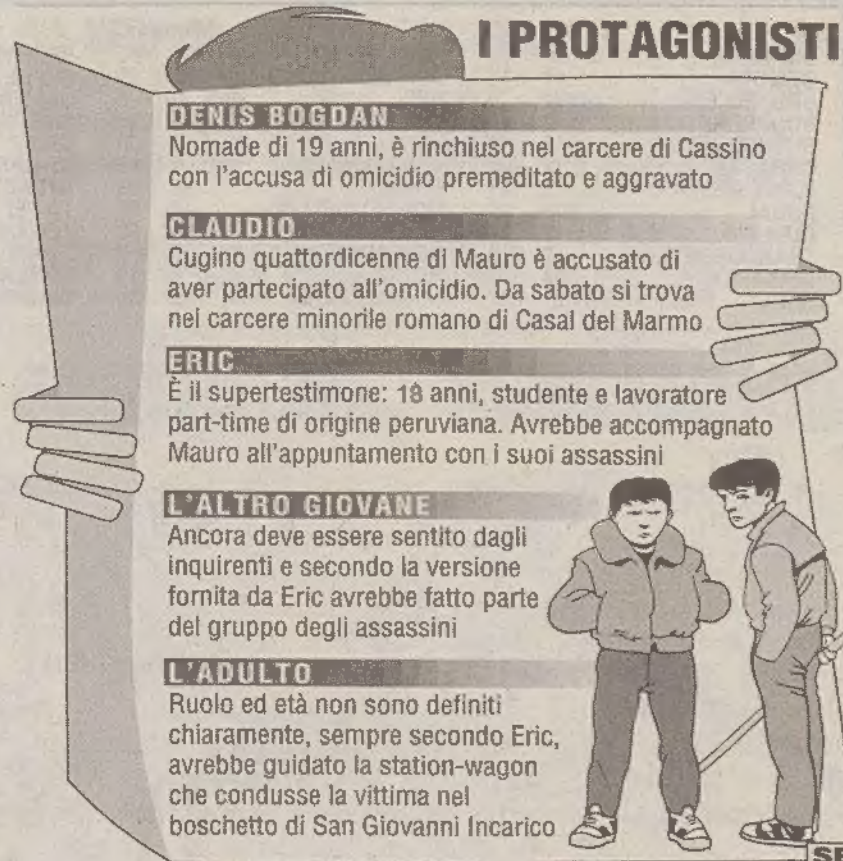 I PROTAGONISTI
DENIS BOGDAN
Nomade di 19 anni, è rinchiuso nel carcere di Cassino
con l'accusa di omicidio premeditato e aggravato
CLAUDIO
Cugino quattordicenne di Mauro è accusato di
aver partecipato all'omicidio. Da sabato si trova
nel carcere minorile romano di Casal del Marmo
ERIC
È il supertestimone: 18 anni, studente e lavoratore
part-time di origine peruviana. Avrebbe accompagnato
Mauro all'appuntamento con i suoi assassini
L'ALTRO GIOVANE
Ancora deve essere sentito dagli
inquirenti e secondo la versione
fornita da Eric avrebbe fatto parte
del gruppo degli assassini
L'ADULTO
Ruolo ed età non sono definiti
chiaramente, sempre secondo Eric,
avrebbe guidato la station-wagon
che condusse la vittima nel
boschetto di San Giovanni Incarico